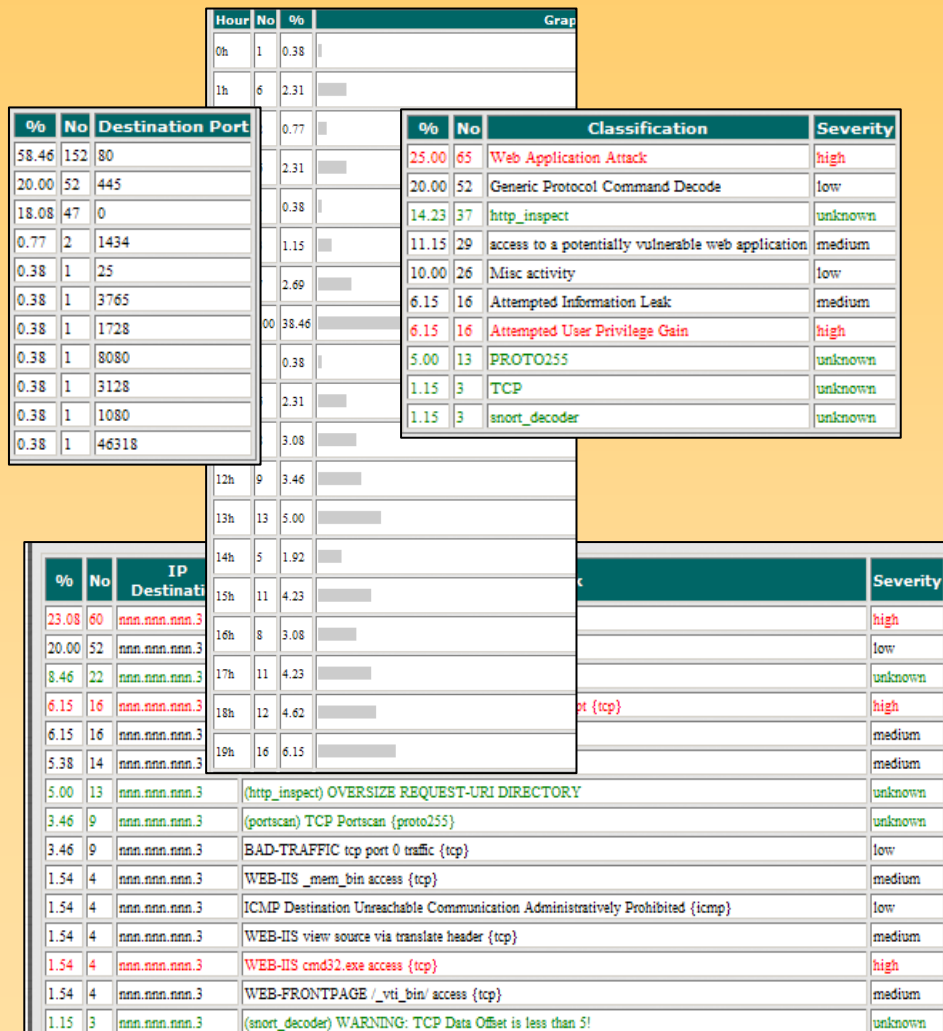 Hour No %
0h 1 0.38
1h 6 2.31
0.77
2.31
0.38
1.15
2.69
00 38.46
0.38
2.31
3.08
12h 9 3.46
13h 13 5.00
14h 5 1.92
15h 11 4.23
16h 8 3.08
17h 11 4.23
18h 12 4.62
19h 16 6.15
% No Destination Port
58.46 152 80
20.00 52 445
18.08 47 0
0.77 2 1434
0.38 1 25
0.38 1 3765
0.38 1 1728
0.38 1 8080
0.38 1 3128
0.38 1 1080
0.38 1 46318
% No Classification Severity
25.00 65 Web Application Attack high
20.00 52 Generic Protocol Command Decode low
14.23 37 http_inspect unknown
11.15 29 access to a potentially vulnerable web application medium
10.00 26 Misc activity low
6.15 16 Attempted Information Leak medium
6.15 16 Attempted User Privilege Gain high
5.00 13 PROTO255 unknown
1.15 3 TCP unknown
1.15 3 snort_decoder unknown
% No IP Severity
23.08 60 nnn.nnn.nnn.3 high
20.00 52 nnn.nnn.nnn.3 low
8.46 22 nnn.nnn.nnn.3 unknown
6.15 16 nnn.nnn.nnn.3 {tcp} high
6.15 16 nnn.nnn.nnn.3 medium
5.38 14 nnn.nnn.nnn.3 medium
5.00 13 nnn.nnn.nnn.3 (http_inspect) OVERSIZE REQUEST-URI DIRECTORY unknown
3.46 9 nnn.nnn.nnn.3 (portscan) TCP Portscan {proto255} unknown
3.46 9 nnn.nnn.nnn.3 BAD-TRAFFIC tcp port 0 traffic {tcp} low
1.54 4 nnn.nnn.nnn.3 WEB-IIS _mem_bin access {tcp} medium
1.54 4 nnn.nnn.nnn.3 ICMP Destination Unreachable Communication Administratively Prohibited {icmp} low
1.54 4 nnn.nnn.nnn.3 WEB-IIS view source via translate header {tcp} medium
1.54 4 nnn.nnn.nnn.3 WEB-IIS cmd32.exe access {tcp} high
1.54 4 nnn.nnn.nnn.3 WEB-FRONTPAGE /_vti_bin/ access {tcp} medium
1.15 3 nnn.nnn.nnn.3 (snort_decoder) WARNING: TCP Data Offset is less than 5! unknown